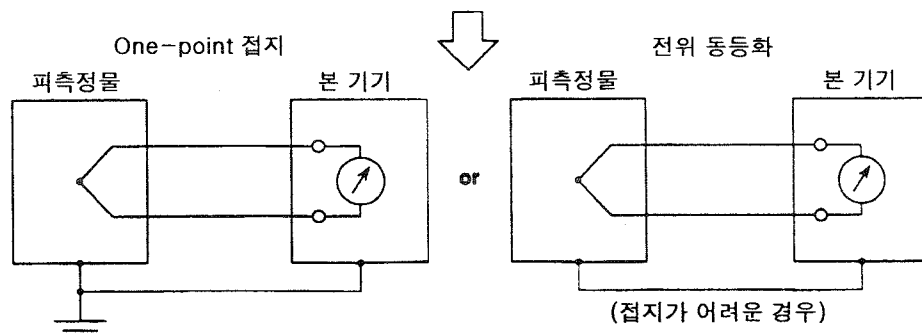 One-point 접지
전위 동등화
피측정물
본 기기
or
피측정물
본 기기
(접지가 어려운 경우)